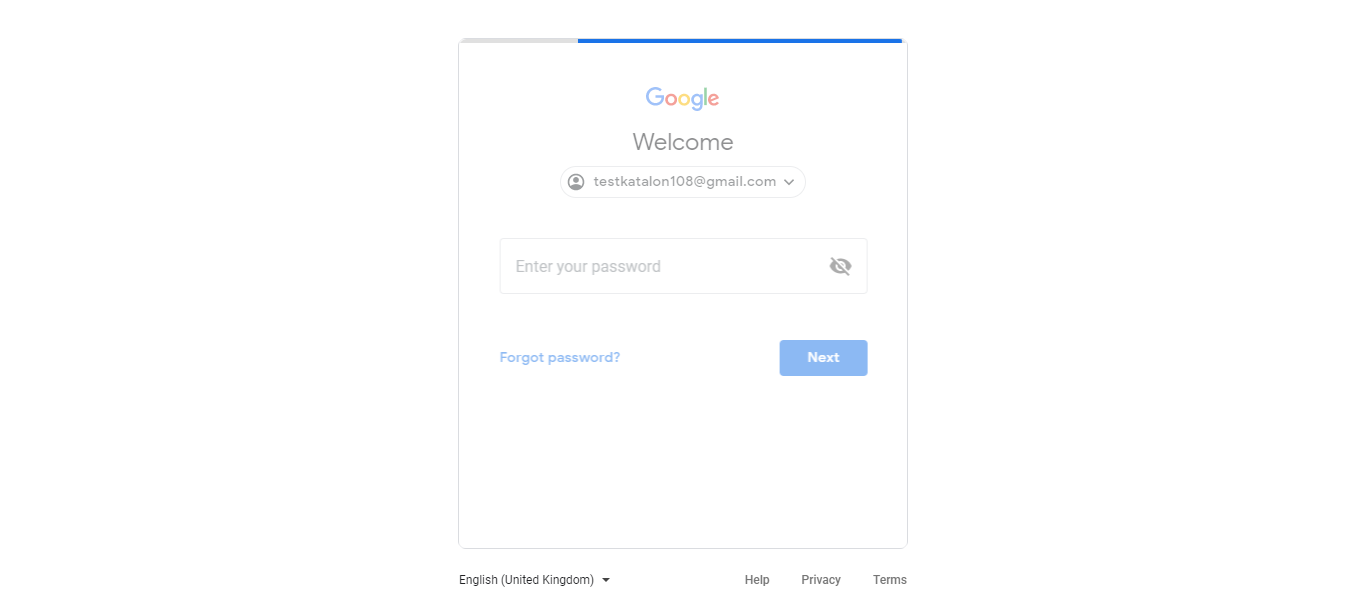 Google
Welcome
testkatalon108@gmail.com
Enter your password
Forgot password?
Next
English (United Kingdom)
Help
Privacy
Terms